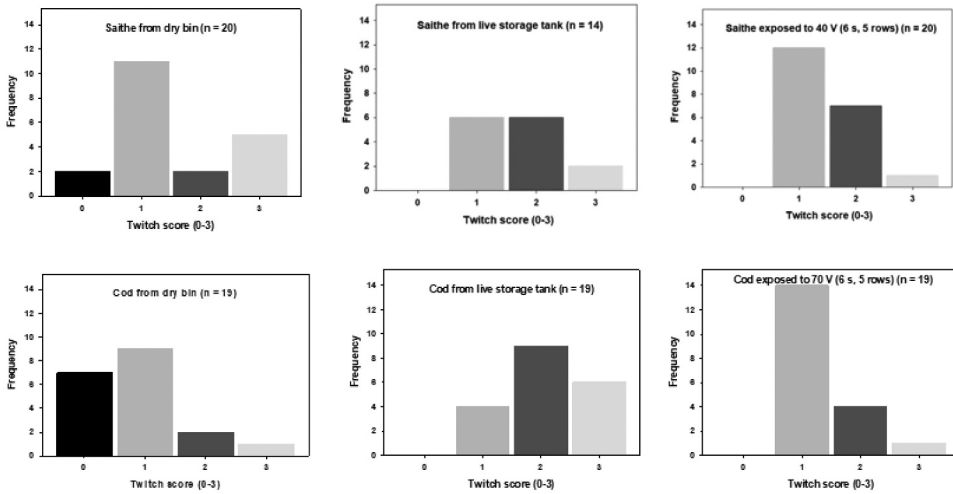 Saithe from dry bin (n = 20)
Frequency
14
12
10
8
6
4
2
0
0 1 2 3
Twitch score (0-3)
Saithe from live storage tank (n = 14)
Frequency
14
12
10
8
6
4
2
0
0 1 2 3
Twitch score (0-3)
Saithe exposed to 40 V (6 s, 5 rows) (n = 20)
Frequency
14
12
10
8
6
4
2
0
0 1 2 3
Twitch score (0-3)
Cod from dry bin (n = 19)
Frequency
14
12
10
8
6
4
2
0
0 1 2 3
Twitch score (0-3)
Cod from live storage tank (n = 19)
Frequency
14
12
10
8
6
4
2
0
0 1 2 3
Twitch score (0-3)
Cod exposed to 70 V (6 s, 5 rows) (n = 19)
Frequency
14
12
10
8
6
4
2
0
0 1 2 3
Twitch score (0-3)